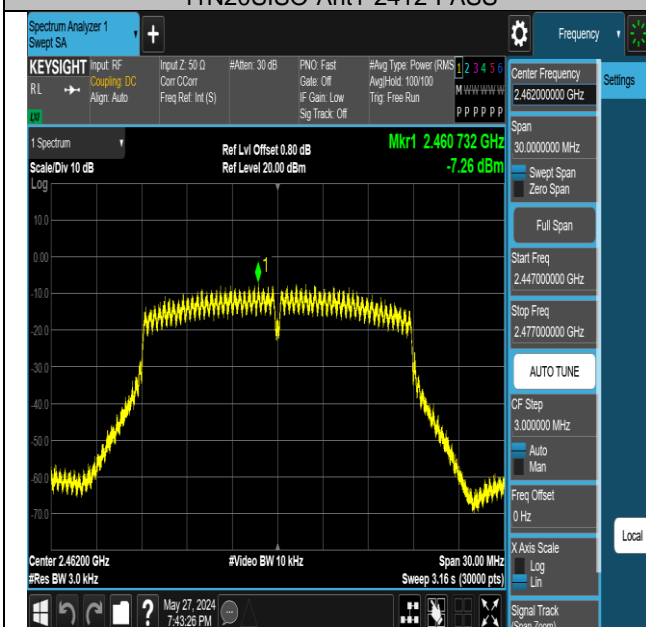 11N20SISO-Ant1-2412-PASS
Spectrum Analyzer 1
Swept SA
Frequency
KEYSIGHT
RL
LXI
Input: RF
Coupling: DC
Align: Auto
Input Z: 50 Ω
Corr CCorr
Freq Ref: Int (S)
#Atten: 30 dB
PNO: Fast
Gate: Off
IF Gain: Low
Sig Track: Off
#Avg Type: Power (RMS
Avg|Hold: 100/100
Trig: Free Run
1 2 3 4 5 6
M W W W W W
P P P P P P
1 Spectrum
Scale/Div 10 dB
Log
Ref Lvl Offset 0.80 dB
Ref Level 20.00 dBm
Mkr1 2.460 732 GHz
-7.26 dBm
10.0
0.00
-10.0
-20.0
-30.0
-40.0
-50.0
-60.0
-70.0
1
Center 2.46200 GHz
#Video BW 10 kHz
Span 30.00 MHz
#Res BW 3.0 kHz
Sweep 3.16 s (30000 pts)
Center Frequency
2.462000000 GHz
Settings
Span
30.0000000 MHz
Swept Span
Zero Span
Full Span
Start Freq
2.447000000 GHz
Stop Freq
2.477000000 GHz
AUTO TUNE
CF Step
3.000000 MHz
Auto
Man
Freq Offset
0 Hz
Local
X Axis Scale
Log
Lin
Signal Track
(Span Zoom)
?
May 27, 2024
7:43:26 PM